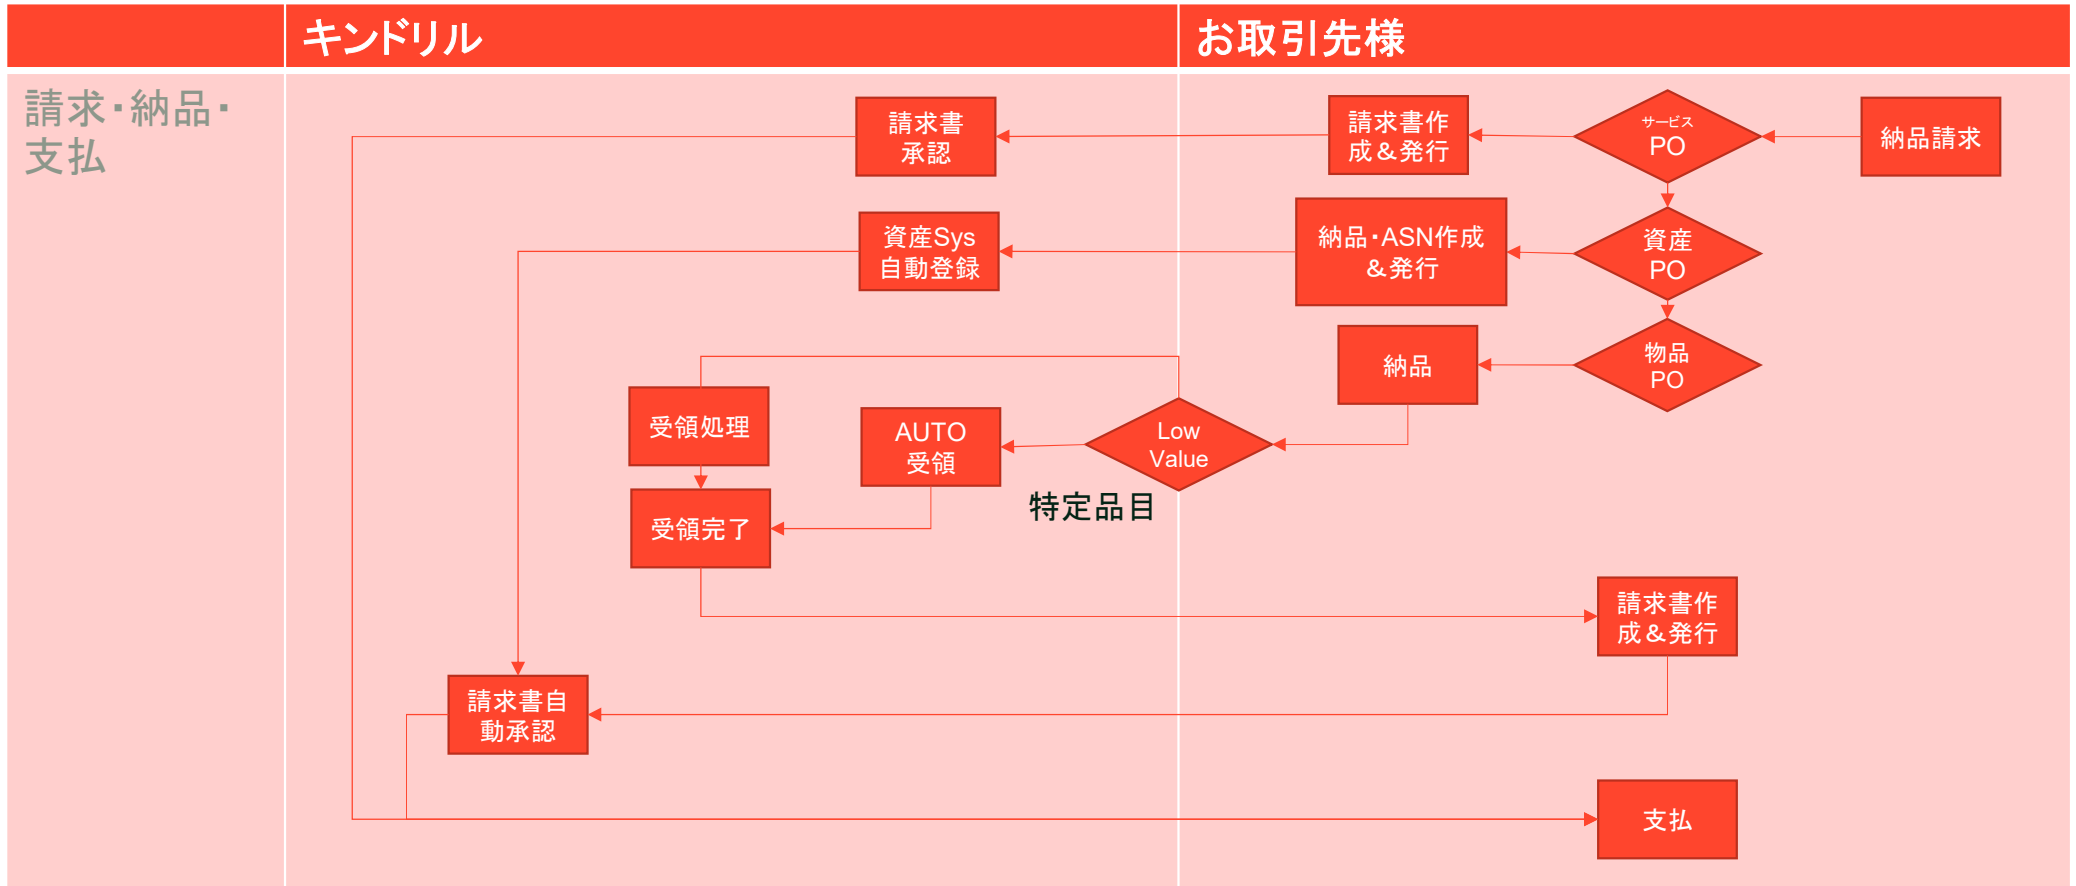 キンドリル
お取引先様
請求・納品・
支払
請求書
承認
請求書作
成＆発行
サービス
PO
納品請求
資産Sys
自動登録
納品・ASN作成
＆発行
資産
PO
納品
物品
PO
受領処理
AUTO
受領
Low
Value
特定品目
受領完了
請求書作
成＆発行
請求書自
動承認
支払